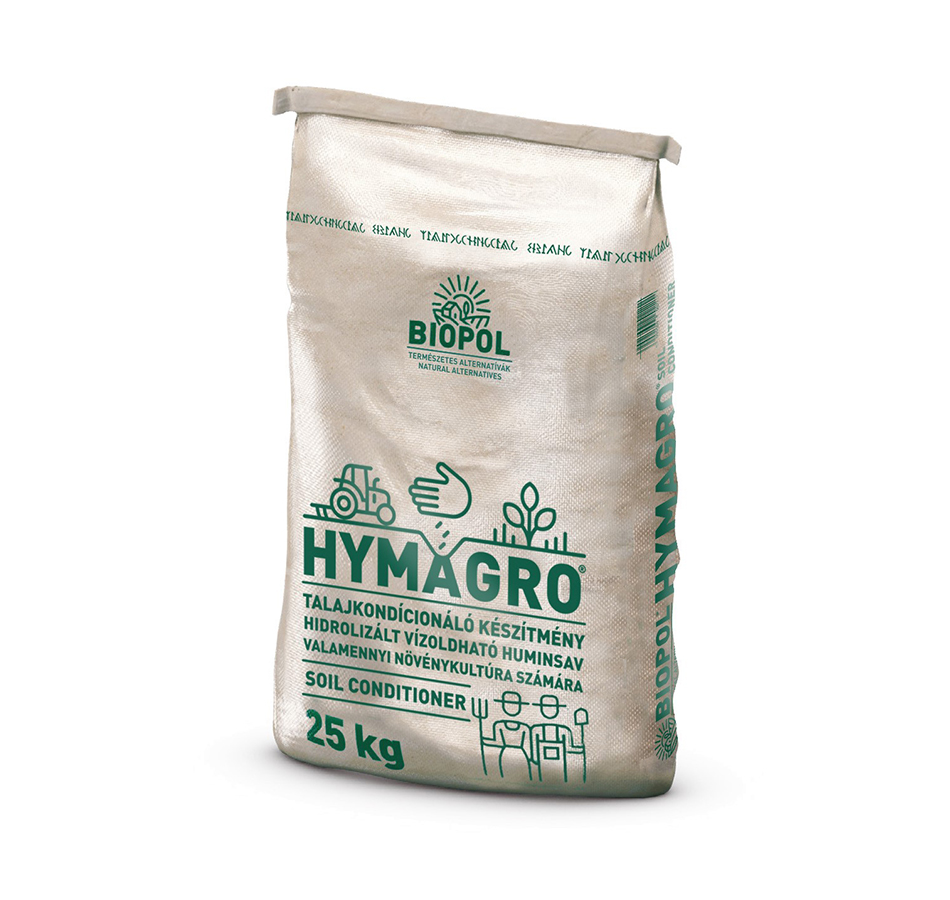 BIOPOL
TERMÉSZETES ALTERNATÍVÁK
NATURAL ALTERNATIVES
HYMAGRO®
TALAJKONDÍCIONÁLÓ KÉSZÍTMÉNY
HIDROLIZÁLT VÍZOLDHATÓ HUMINSAV
VALAMENNYI NÖVÉNYKULTÚRA SZÁMÁRA
SOIL CONDITIONER
25 kg
BIOPOL® HYMAGRO® SOIL
CONDITIONER